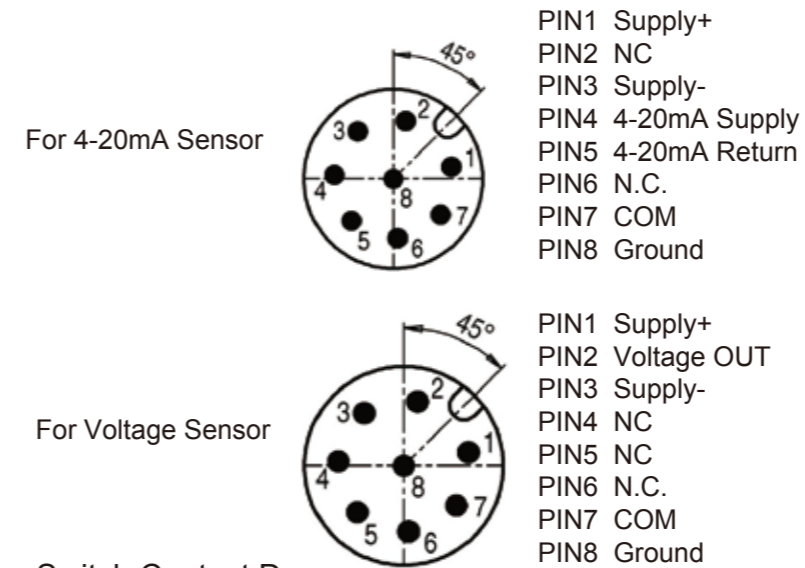 For 4-20mA Sensor
45°
1
2
3
4
5
6
7
8
PIN1 Supply+
PIN2 NC
PIN3 Supply-
PIN4 4-20mA Supply
PIN5 4-20mA Return
PIN6 N.C.
PIN7 COM
PIN8 Ground
For Voltage Sensor
45°
1
2
3
4
5
6
7
8
PIN1 Supply+
PIN2 Voltage OUT
PIN3 Supply-
PIN4 NC
PIN5 NC
PIN6 N.C.
PIN7 COM
PIN8 Ground